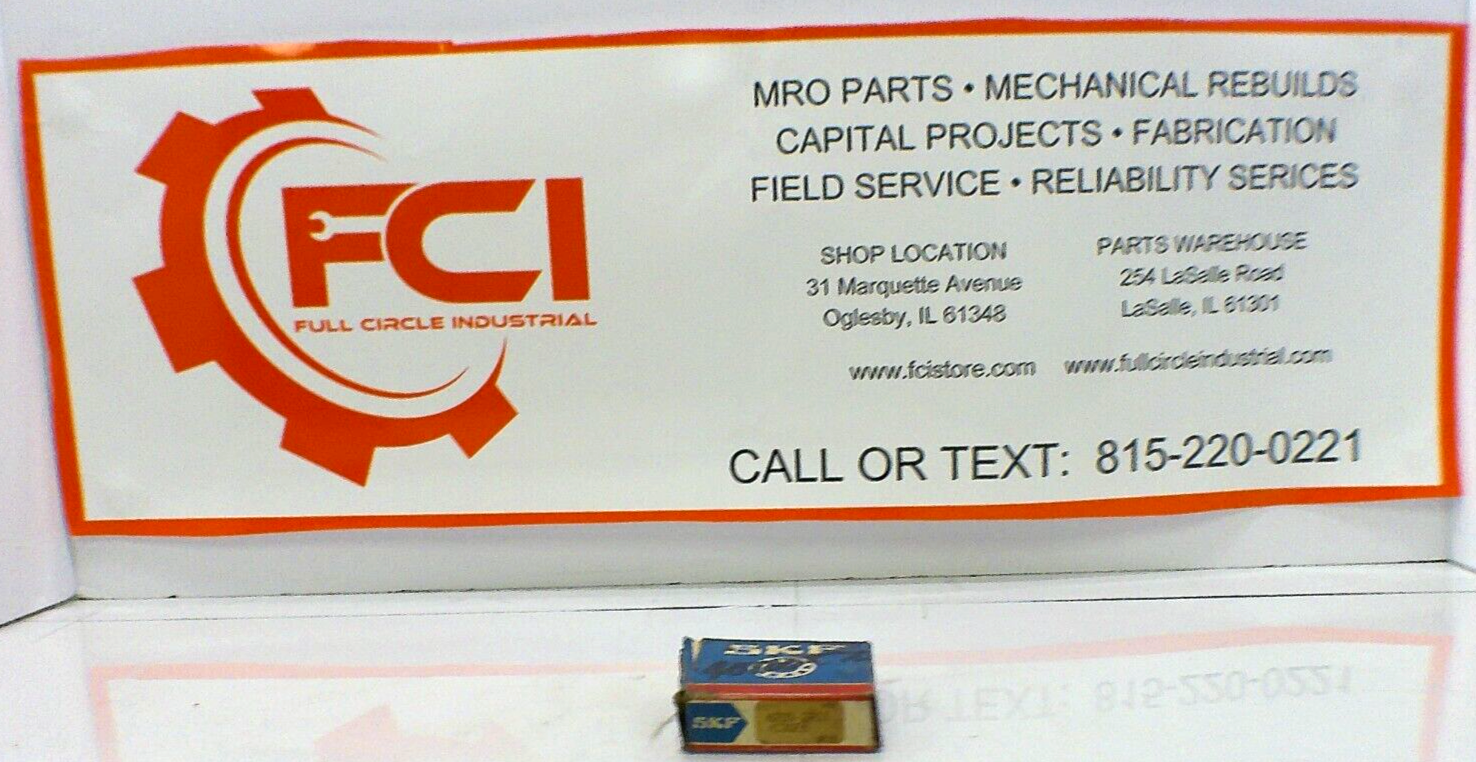 FCI
FULL CIRCLE INDUSTRIAL
MRO PARTS • MECHANICAL REBUILDS
CAPITAL PROJECTS • FABRICATION
FIELD SERVICE • RELIABILITY SERICES
SHOP LOCATION
31 Marquette Avenue
Oglesby, IL 61348
PARTS WAREHOUSE
254 LaSalle Road
LaSalle, IL 61301
www.fcistore.com www.fullcircleindustrial.com
CALL OR TEXT: 815-220-0221
SKF
SKF